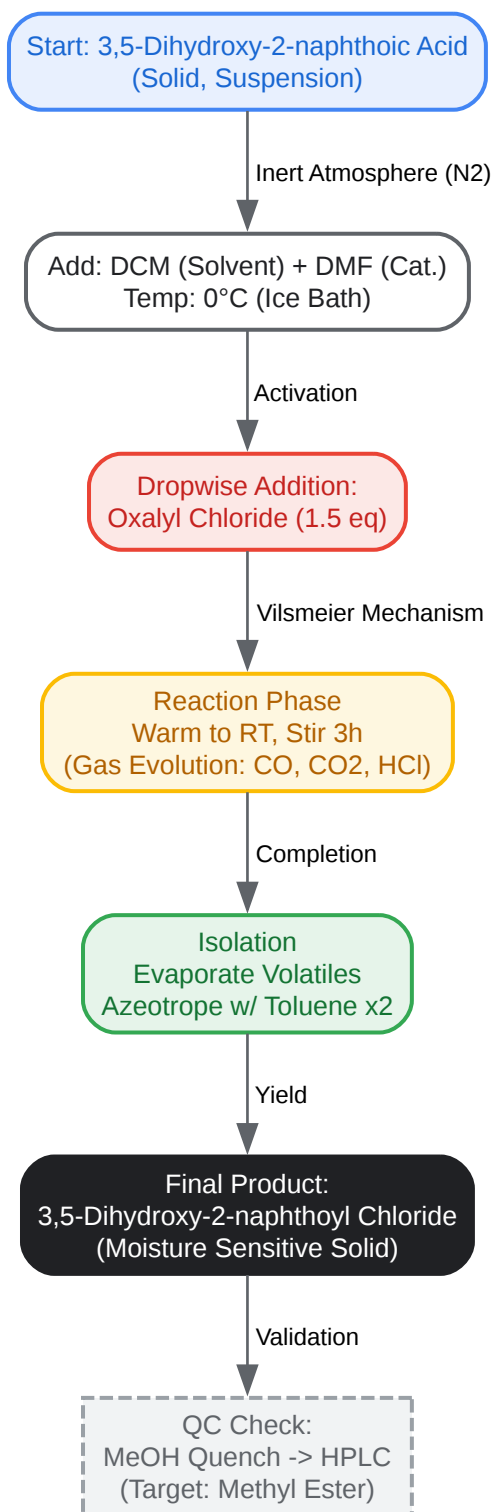 Start: 3,5-Dihydroxy-2-naphthoic Acid
(Solid, Suspension)
Inert Atmosphere (N2)
Add: DCM (Solvent) + DMF (Cat.)
Temp: 0°C (Ice Bath)
Activation
Dropwise Addition:
Oxalyl Chloride (1.5 eq)
Vilsmeier Mechanism
Reaction Phase
Warm to RT, Stir 3h
(Gas Evolution: CO, CO2, HCl)
Completion
Isolation
Evaporate Volatiles
Azeotrope w/ Toluene x2
Yield
Final Product:
3,5-Dihydroxy-2-naphthoyl Chloride
(Moisture Sensitive Solid)
Validation
QC Check:
MeOH Quench -> HPLC
(Target: Methyl Ester)